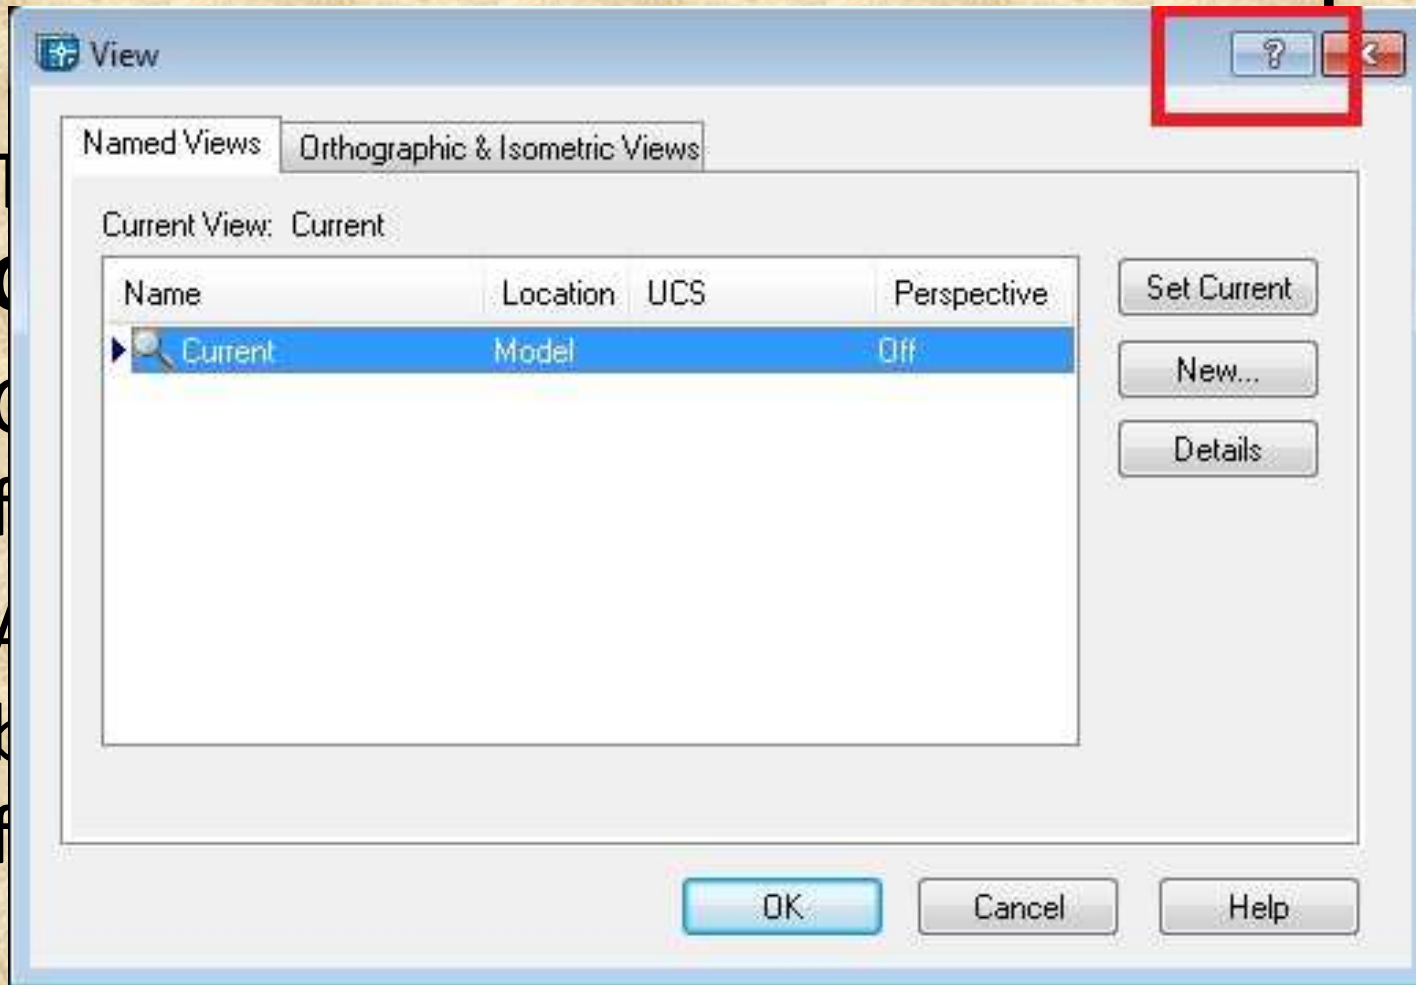 View
?
Named Views Orthographic & Isometric Views
Current View: Current
Name Location UCS Perspective
Current Model Off
Set Current
New...
Details
OK Cancel Help